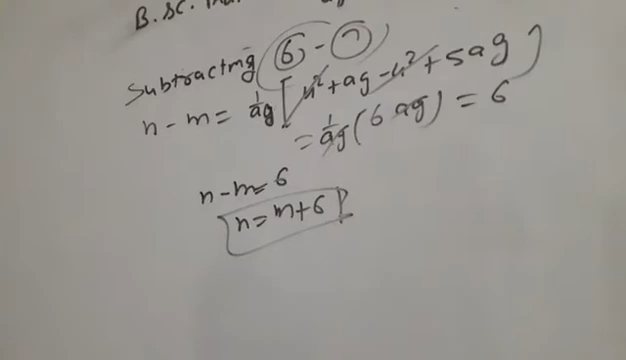 B.SC.
Subtracting (6) - (7)
n - m = 1/ag [u² + ag - u² + 5ag]
= 1/ag (6 ag) = 6
n - m = 6
n = m + 6